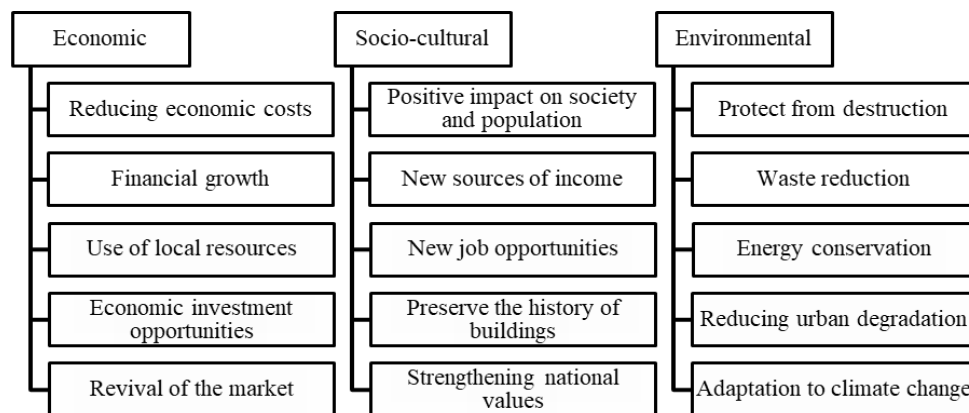 Economic
Reducing economic costs
Financial growth
Use of local resources
Economic investment
opportunities
Revival of the market
Socio-cultural
Positive impact on society
and population
New sources of income
New job opportunities
Preserve the history of
buildings
Strengthening national
values
Environmental
Protect from destruction
Waste reduction
Energy conservation
Reducing urban degradation
Adaptation to climate change